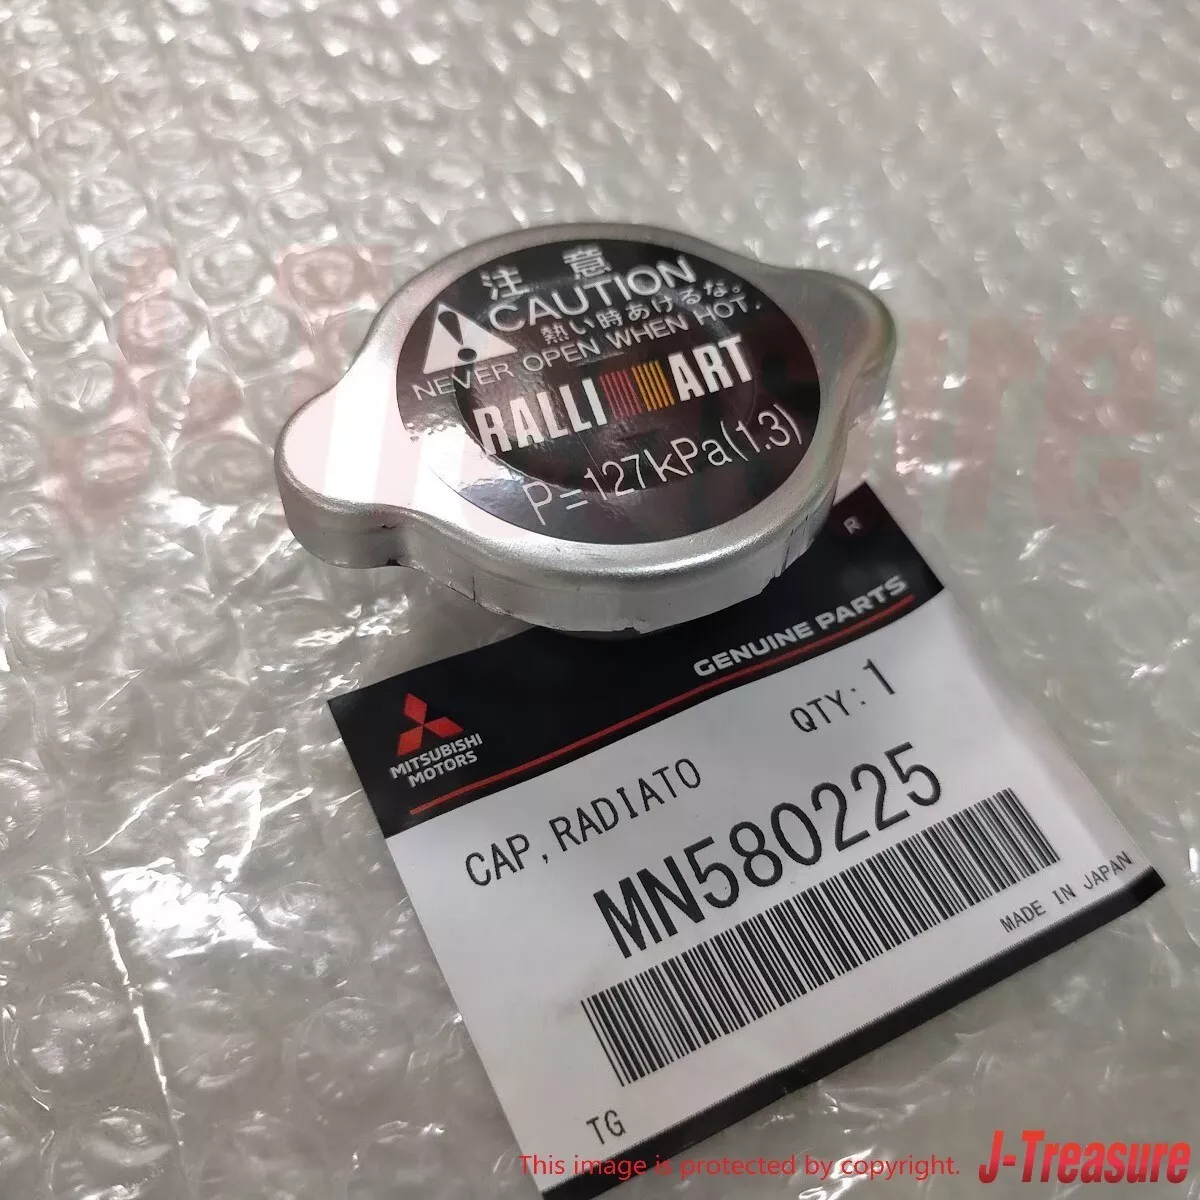 注 意
CAUTION
熱い時あけるな。
NEVER OPEN WHEN HOT.
RALLI ART
P=127kPa(1.3)
R
GENUINE PARTS
MITSUBISHI
MOTORS
QTY: 1
CAP, RADIATO
MN580225
MADE IN JAPAN
TG
This image is protected by copyright.
J-Treasure
J-Treasure